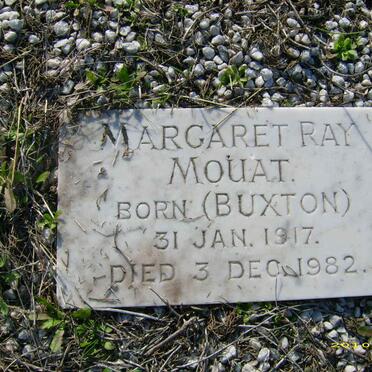 MARGARET RAY
MOUAT.
BORN (BUXTON)
31 JAN. 1917.
DIED 3 DEC. 1982.